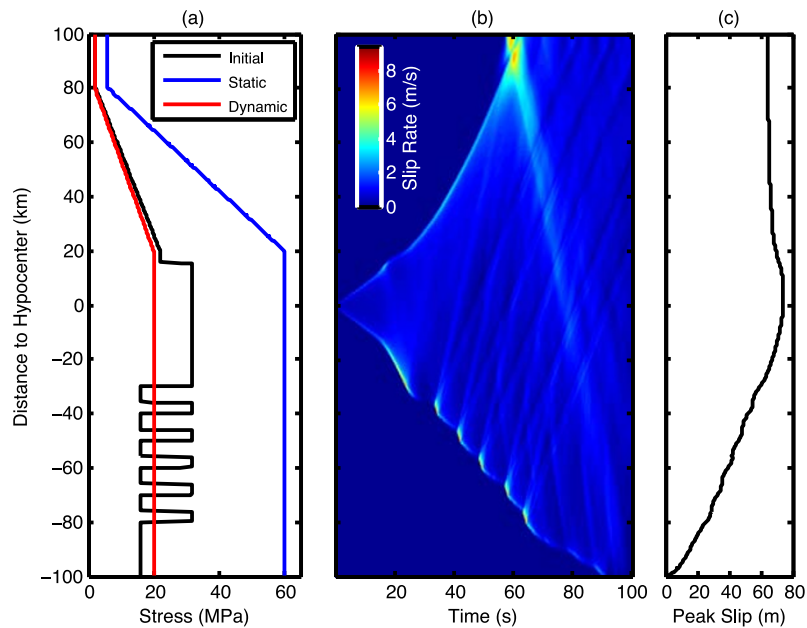 (a)
(b)
(c)
100
80
60
40
20
0
−20
−40
−60
−80
−100
Distance to Hypocenter (km)
Initial
Static
Dynamic
0
20
40
60
Stress (MPa)
8
6
4
2
0
Slip Rate (m/s)
20
40
60
80
100
Time (s)
0
20
40
60
80
Peak Slip (m)